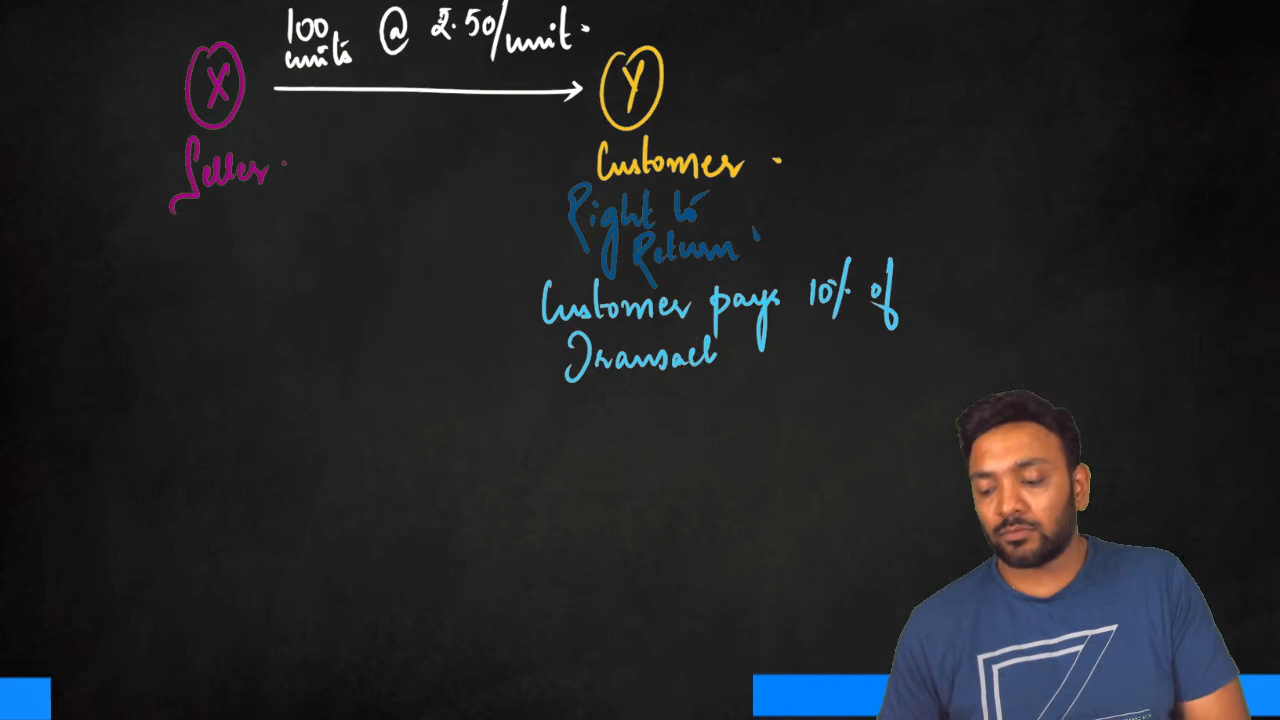 100 units @ 2.50/unit.
X
Y
Seller.
Customer.
Right to
Return.
Customer pays 10% of
Transact